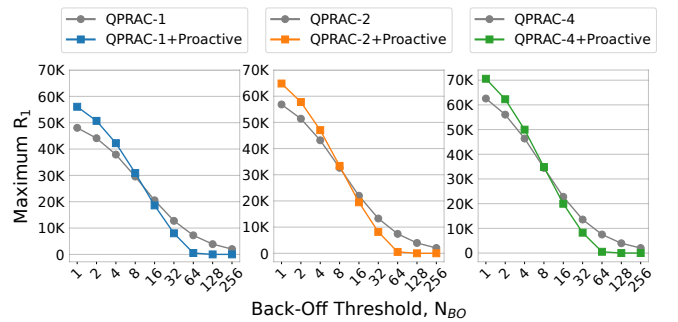 QPRAC-1
QPRAC-1+Proactive
QPRAC-2
QPRAC-2+Proactive
QPRAC-4
QPRAC-4+Proactive
Maximum R1
70K
60K
50K
40K
30K
20K
10K
0
1 2 4 8 16 32 64 128 256
70K
60K
50K
40K
30K
20K
10K
0
1 2 4 8 16 32 64 128 256
70K
60K
50K
40K
30K
20K
10K
0
1 2 4 8 16 32 64 128 256
Back-Off Threshold, NBO